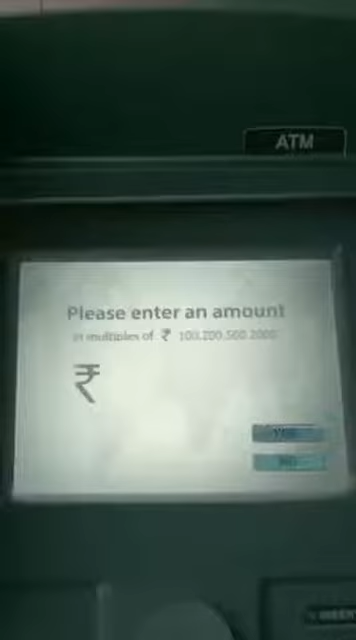 ATM
Please enter an amount
in multiples of ₹ 100,200,500,2000
₹
YES
NO